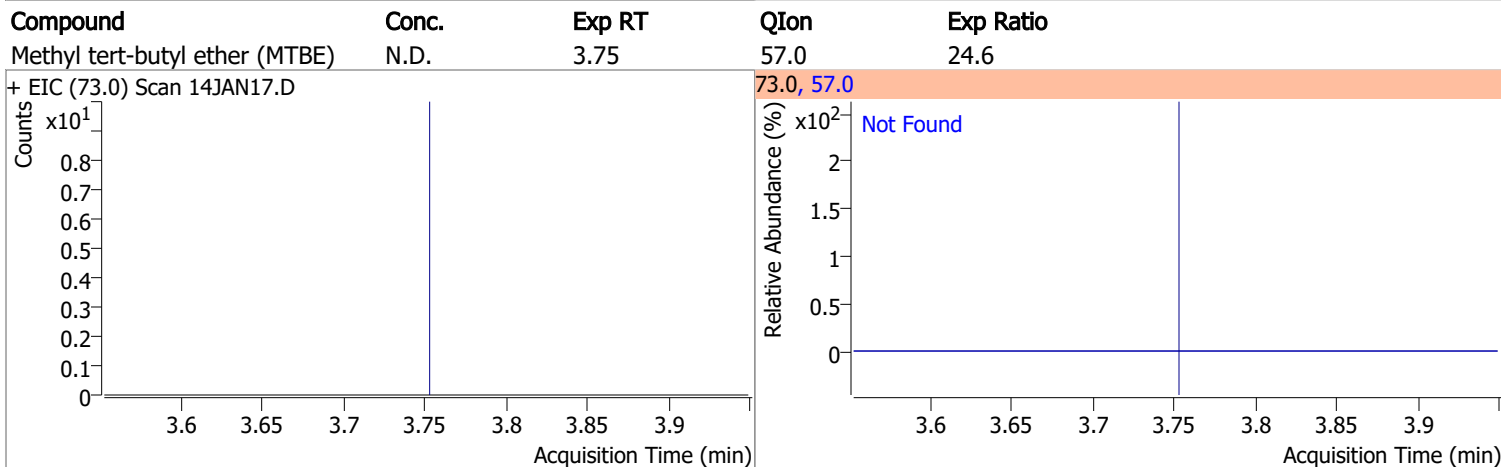 Compound Conc. Exp RT QIon Exp Ratio
Methyl tert-butyl ether (MTBE) N.D. 3.75 57.0 24.6
+ EIC (73.0) Scan 14JAN17.D
Counts
x10¹
0.8
0.7
0.6
0.5
0.4
0.3
0.2
0.1
0
3.6 3.65 3.7 3.75 3.8 3.85 3.9
Acquisition Time (min)
73.0, 57.0
Relative Abundance (%)
x10²
Not Found
2
1.5
1
0.5
0
3.6 3.65 3.7 3.75 3.8 3.85 3.9
Acquisition Time (min)